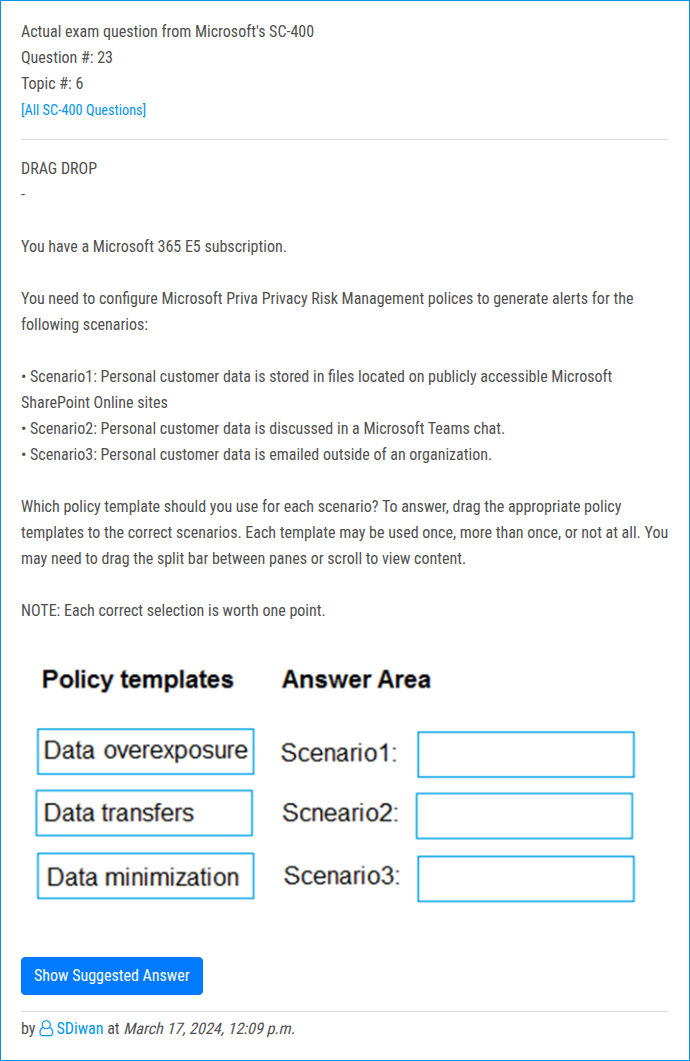 Actual exam question from Microsoft's SC-400
Question #: 23
Topic #: 6
[All SC-400 Questions]
DRAG DROP
-
You have a Microsoft 365 E5 subscription.
You need to configure Microsoft Priva Privacy Risk Management polices to generate alerts for the
following scenarios:
• Scenario1: Personal customer data is stored in files located on publicly accessible Microsoft
SharePoint Online sites
• Scenario2: Personal customer data is discussed in a Microsoft Teams chat.
• Scenario3: Personal customer data is emailed outside of an organization.
Which policy template should you use for each scenario? To answer, drag the appropriate policy
templates to the correct scenarios. Each template may be used once, more than once, or not at all. You
may need to drag the split bar between panes or scroll to view content.
NOTE: Each correct selection is worth one point.
Policy templates Answer Area
Data overexposure Scenario1:
Data transfers Scneario2:
Data minimization Scenario3:
Show Suggested Answer
by SDiwan at March 17, 2024, 12:09 p.m.